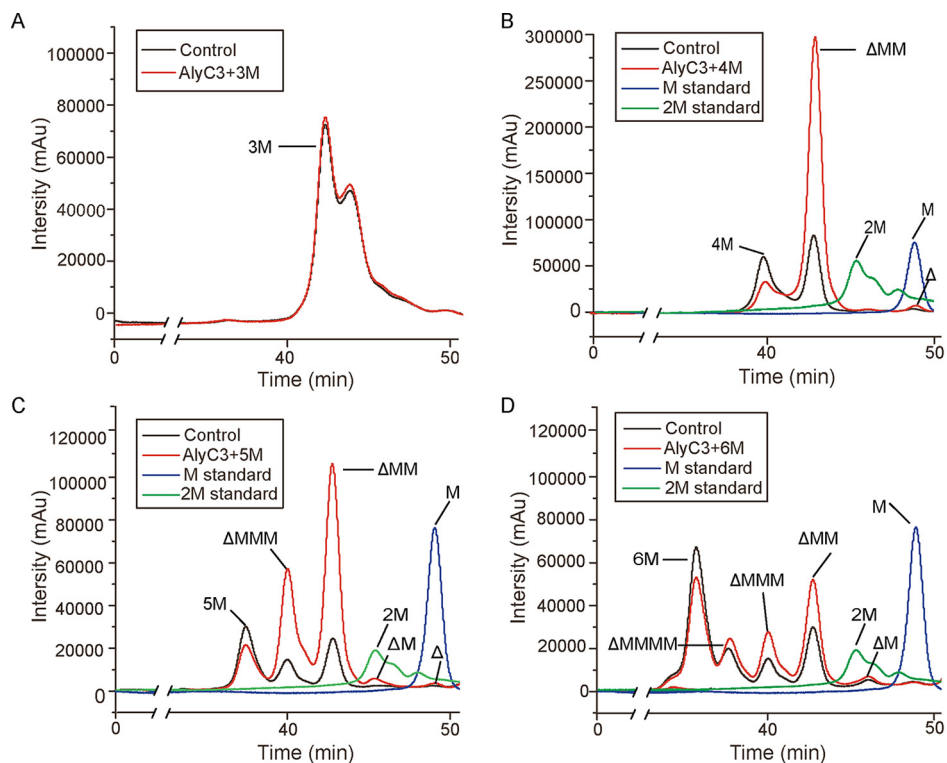 A
100000
80000
60000
40000
20000
0
Intersity (mAu)
Control
AlyC3+3M
3M
0
40
50
Time (min)
B
300000
250000
200000
150000
100000
50000
0
Intersity (mAu)
Control
AlyC3+4M
M standard
2M standard
ΔMM
4M
2M
M
Δ
0
40
50
Time (min)
C
120000
100000
80000
60000
40000
20000
0
Intersity (mAu)
Control
AlyC3+5M
M standard
2M standard
ΔMM
M
ΔMMM
5M
2M
ΔM
Δ
0
40
50
Time (min)
D
120000
100000
80000
60000
40000
20000
0
Intersity (mAu)
Control
AlyC3+6M
M standard
2M standard
M
6M
ΔMM
ΔMMM
2M
ΔMMMM
ΔM
0
40
50
Time (min)